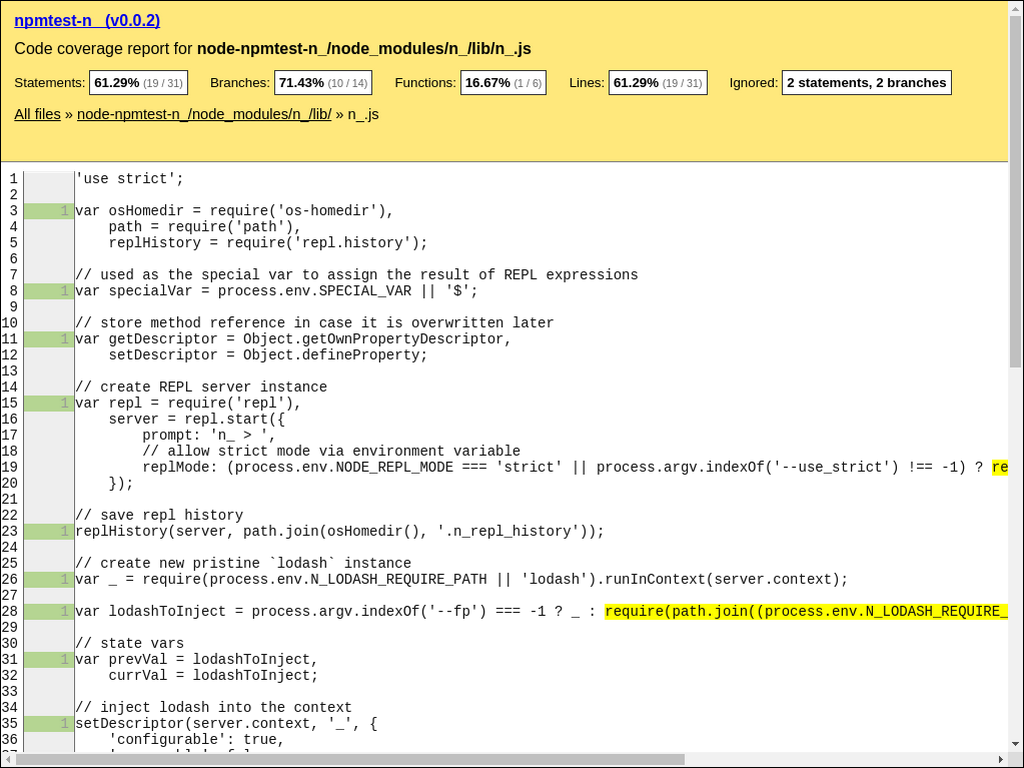 npmtest-n_ (v0.0.2)
Code coverage report for node-npmtest-n_/node_modules/n_/lib/n_.js
Statements: 61.29% (19 / 31) Branches: 71.43% (10 / 14) Functions: 16.67% (1 / 6) Lines: 61.29% (19 / 31) Ignored: 2 statements, 2 branches
All files » node-npmtest-n_/node_modules/n_/lib/ » n_.js
1 'use strict';
2
3 1 var osHomedir = require('os-homedir'),
4 path = require('path'),
5 replHistory = require('repl.history');
6
7 // used as the special var to assign the result of REPL expressions
8 1 var specialVar = process.env.SPECIAL_VAR || '$';
9
10 // store method reference in case it is overwritten later
11 1 var getDescriptor = Object.getOwnPropertyDescriptor,
12 setDescriptor = Object.defineProperty;
13
14 // create REPL server instance
15 1 var repl = require('repl'),
16 server = repl.start({
17 prompt: 'n_ > ',
18 // allow strict mode via environment variable
19 replMode: (process.env.NODE_REPL_MODE === 'strict' || process.argv.indexOf('--use_strict') !== -1) ? re
20 });
21
22 // save repl history
23 1 replHistory(server, path.join(osHomedir(), '.n_repl_history'));
24
25 // create new pristine `lodash` instance
26 1 var _ = require(process.env.N_LODASH_REQUIRE_PATH || 'lodash').runInContext(server.context);
27
28 1 var lodashToInject = process.argv.indexOf('--fp') === -1 ? _ : require(path.join((process.env.N_LODASH_REQUIRE_
29
30 // state vars
31 1 var prevVal = lodashToInject,
32 currVal = lodashToInject;
33
34 // inject lodash into the context
35 1 setDescriptor(server.context, '_', {
36 'configurable': true,